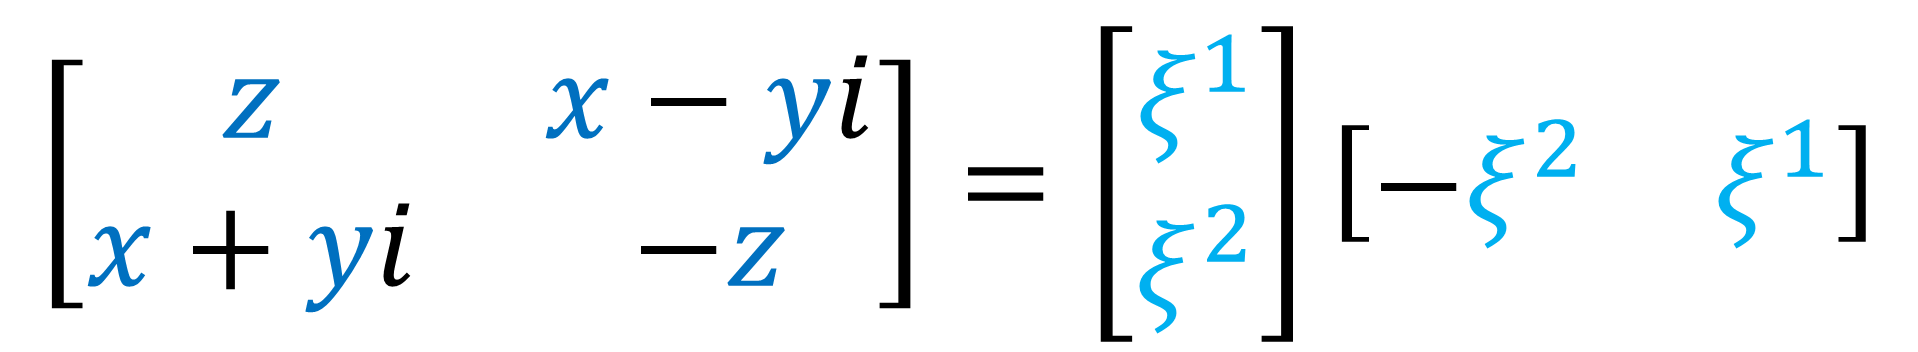 [z x − yi; x + yi −z] = [ξ¹; ξ²] [−ξ² ξ¹]